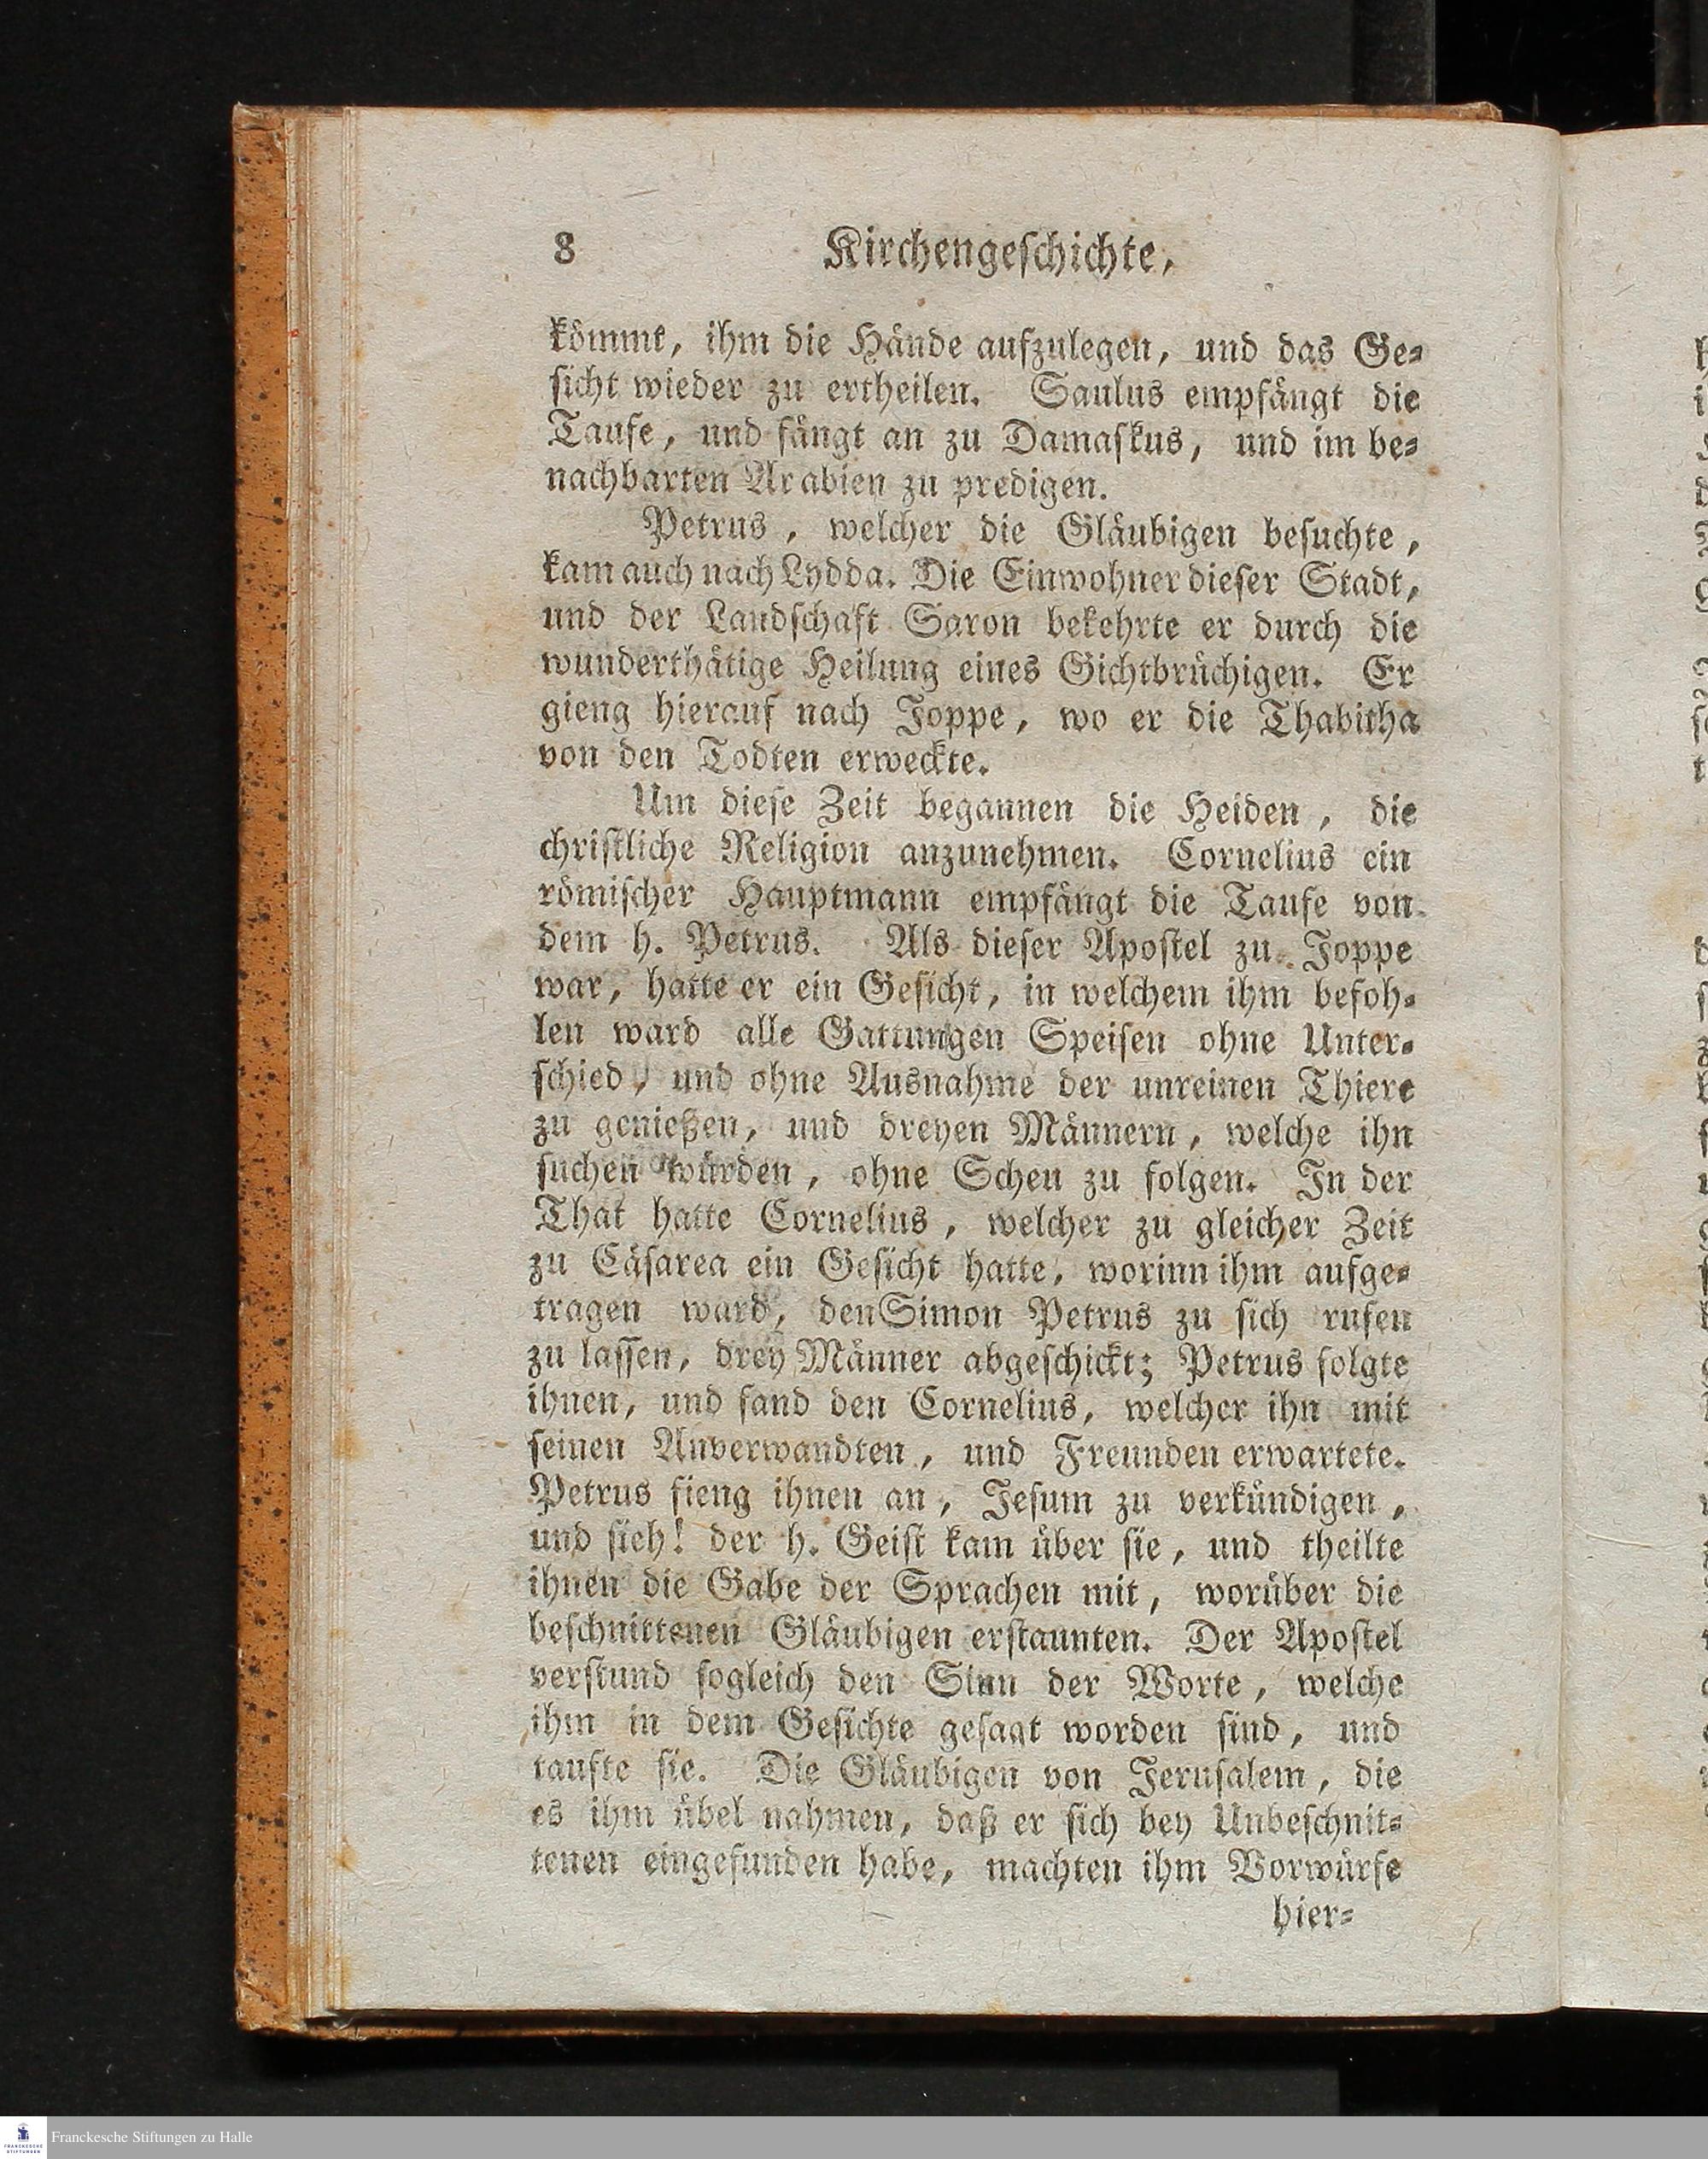 8 Kirchengeschichte,
kömmt, ihm die Hände aufzulegen, und das Ge-
sicht wieder zu ertheilen. Saulus empfängt die
Taufe, und fängt an zu Damaskus, und im be-
nachbarten Arabien zu predigen.
Petrus, welcher die Gläubigen besuchte,
kam auch nach Lydda. Die Einwohner dieser Stadt,
und der Landschaft Saron bekehrte er durch die
wunderthätige Heilung eines Gichtbrüchigen. Er
gieng hierauf nach Joppe, wo er die Thabitha
von den Todten erweckte.
Um diese Zeit begannen die Heiden, die
christliche Religion anzunehmen. Cornelius ein
römischer Hauptmann empfängt die Taufe von
dem h. Petrus. Als dieser Apostel zu Joppe
war, hatte er ein Gesicht, in welchem ihm befoh-
len ward alle Gattungen Speisen ohne Unter-
schied, und ohne Ausnahme der unreinen Thiere
zu genießen, und dreyen Männern, welche ihn
suchen würden, ohne Scheu zu folgen. In der
That hatte Cornelius, welcher zu gleicher Zeit
zu Cäsarea ein Gesicht hatte, worinn ihm aufge-
tragen ward, den Simon Petrus zu sich rufen
zu lassen, drey Männer abgeschickt; Petrus folgte
ihnen, und fand den Cornelius, welcher ihn mit
seinen Anverwandten, und Freunden erwartete.
Petrus fieng ihnen an, Jesum zu verkündigen,
und sieh! der h. Geist kam über sie, und theilte
ihnen die Gabe der Sprachen mit, worüber die
beschnittenen Gläubigen erstaunten. Der Apostel
verstund sogleich den Sinn der Worte, welche
ihm in dem Gesichte gesagt worden sind, und
taufte sie. Die Gläubigen von Jerusalem, die
es ihm übel nahmen, daß er sich bey Unbeschnit-
tenen eingefunden habe, machten ihm Vorwürfe
hier-
Franckesche Stiftungen zu Halle